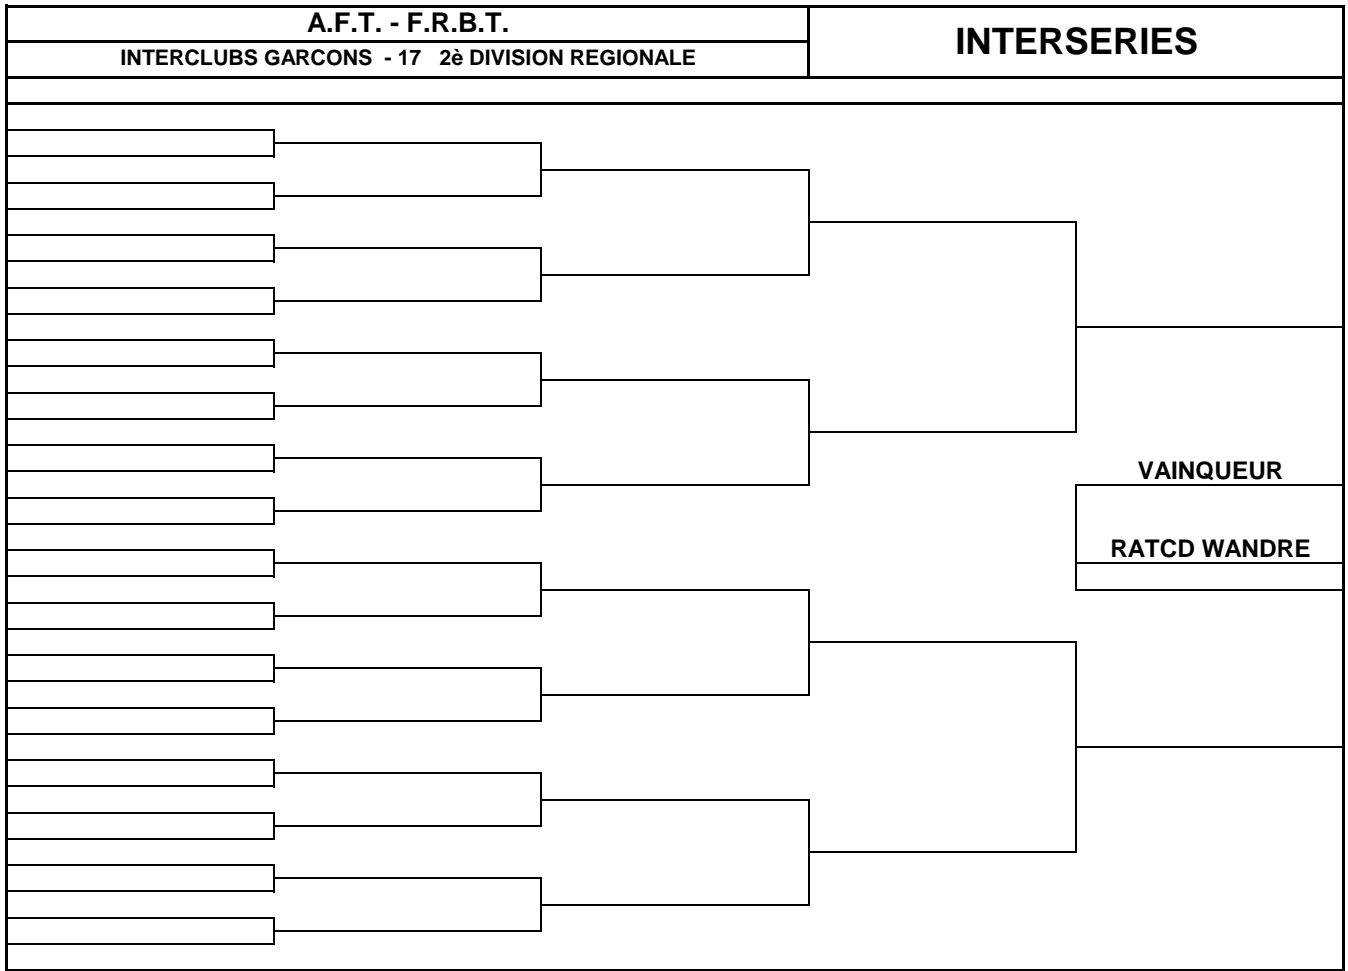 A.F.T. - F.R.B.T.
INTERSERIES
INTERCLUBS GARCONS - 17 2è DIVISION REGIONALE
VAINQUEUR
RATCD WANDRE